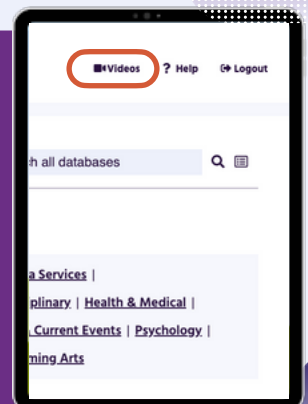 Videos ? Help Logout
h all databases
a Services |
plinary | Health & Medical |
Current Events | Psychology |
ming Arts